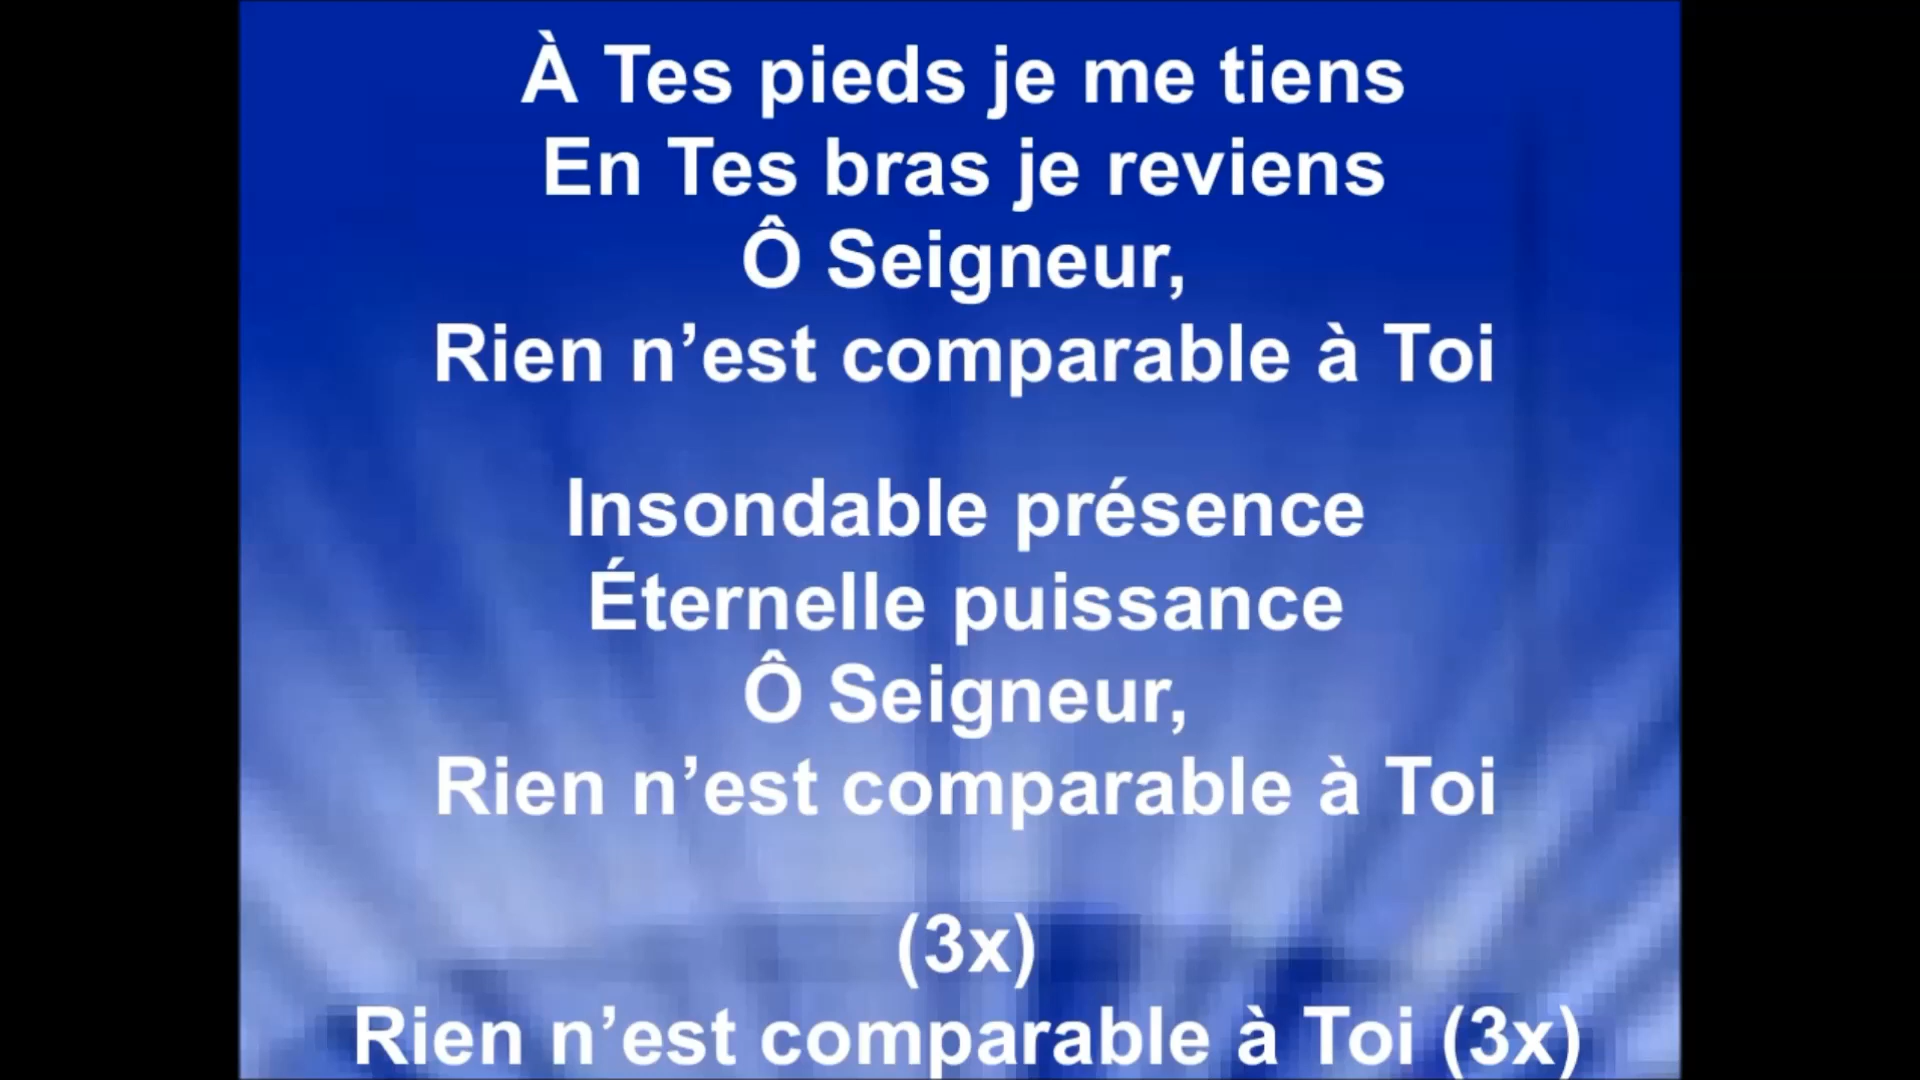 À Tes pieds je me tiens
En Tes bras je reviens
Ô Seigneur,
Rien n’est comparable à Toi
Insondable présence
Éternelle puissance
Ô Seigneur,
Rien n’est comparable à Toi
(3x)
Rien n’est comparable à Toi (3x)